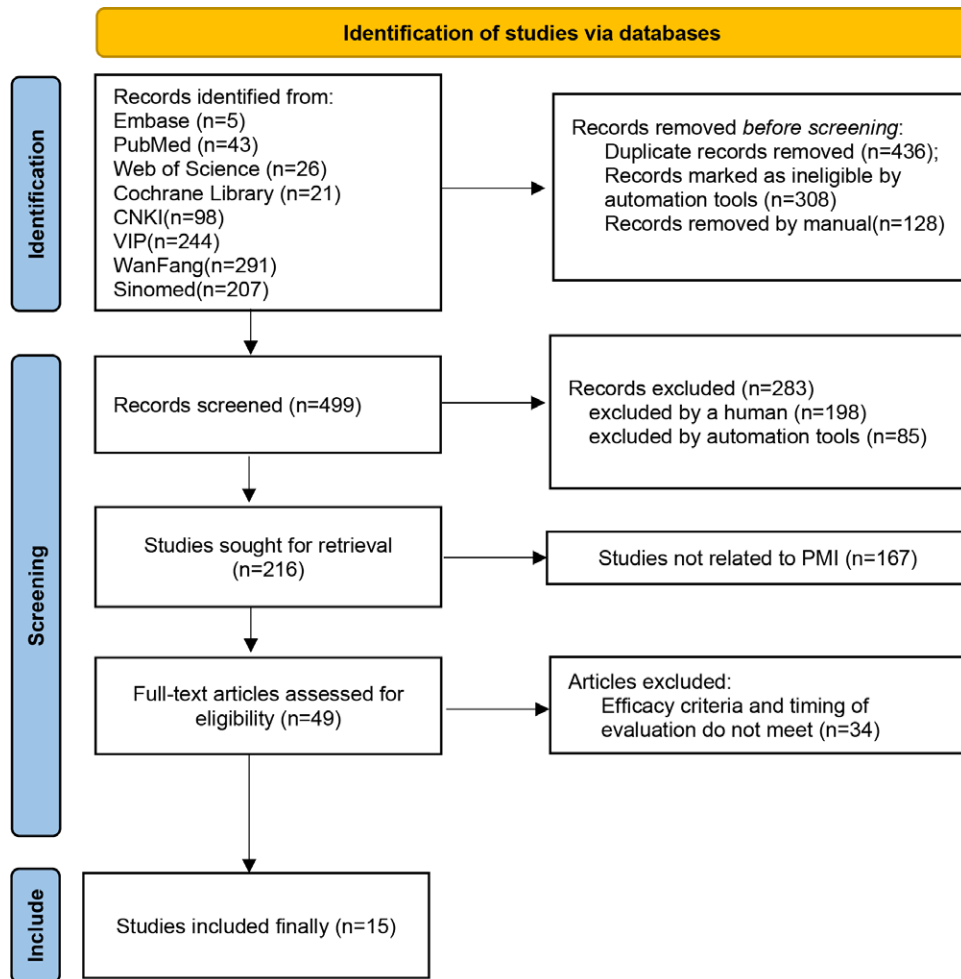 Identification of studies via databases
Identification
Records identified from:
Embase (n=5)
PubMed (n=43)
Web of Science (n=26)
Cochrane Library (n=21)
CNKI(n=98)
VIP(n=244)
WanFang(n=291)
Sinomed(n=207)
Records removed before screening:
Duplicate records removed (n=436);
Records marked as ineligible by
automation tools (n=308)
Records removed by manual(n=128)
Screening
Records screened (n=499)
Records excluded (n=283)
excluded by a human (n=198)
excluded by automation tools (n=85)
Studies sought for retrieval
(n=216)
Studies not related to PMI (n=167)
Full-text articles assessed for
eligibility (n=49)
Articles excluded:
Efficacy criteria and timing of
evaluation do not meet (n=34)
Include
Studies included finally (n=15)